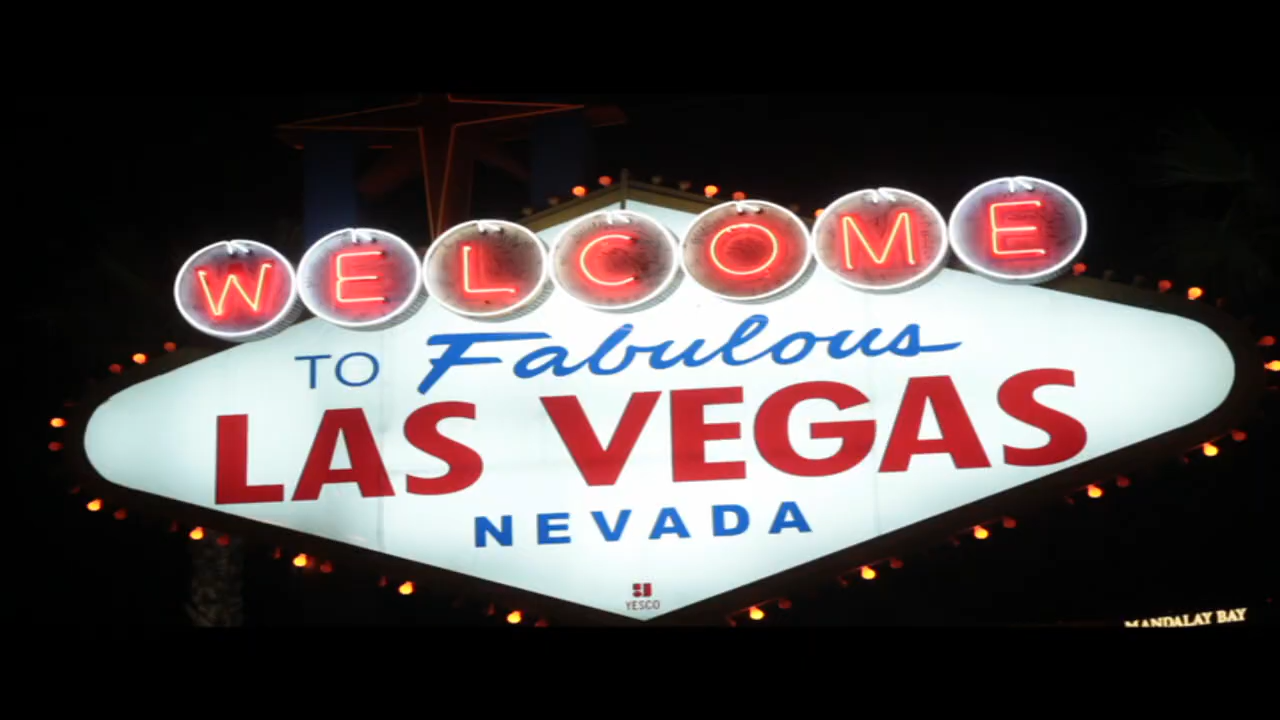 WELCOME
TO Fabulous
LAS VEGAS
NEVADA
YESCO
MANDALAY BAY